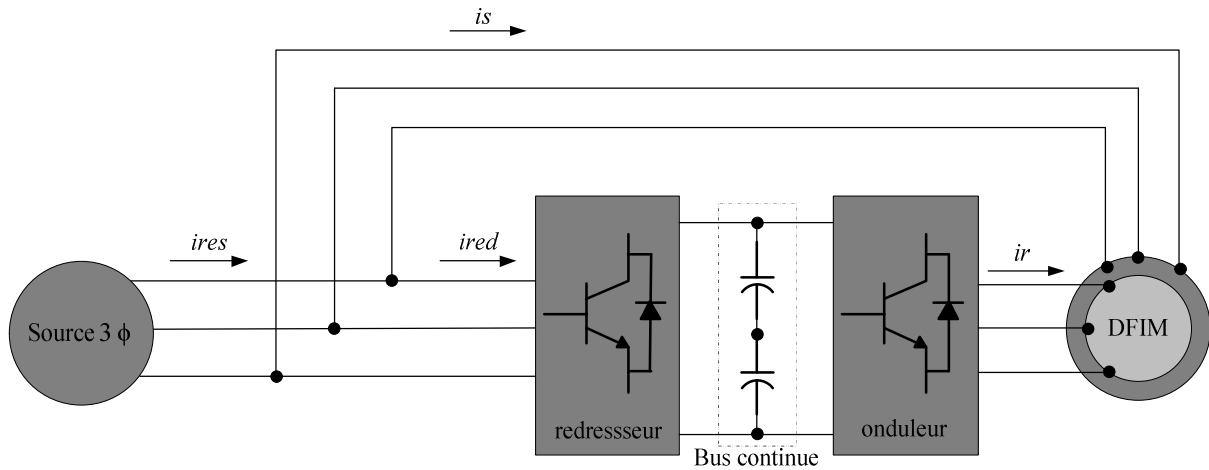 is
ires
ired
ir
Source 3 ϕ
DFIM
redressseur
onduleur
Bus continue